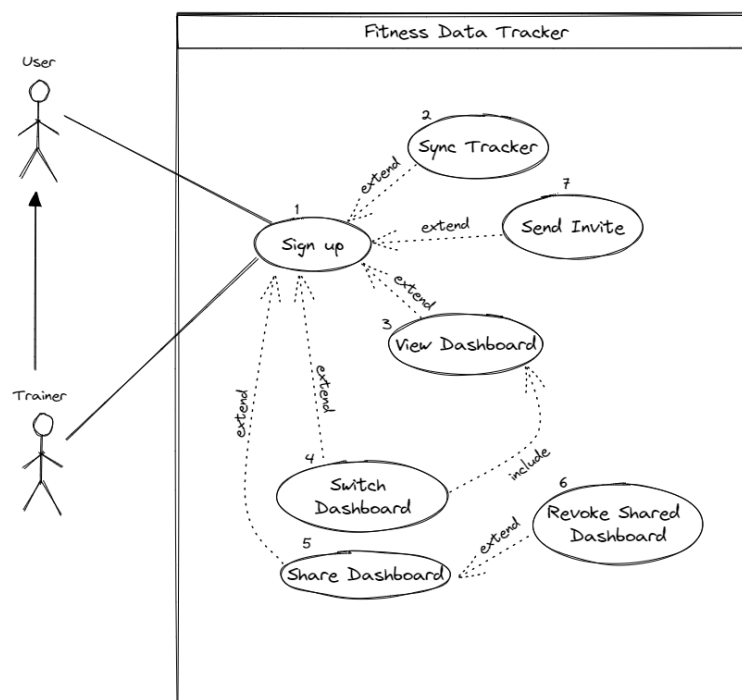 Fitness Data Tracker
User
2
Sync Tracker
extend
7
Send Invite
extend
1
Sign up
extend
3
View Dashboard
Trainer
extend
extend
4
Switch
Dashboard
include
6
Revoke Shared
Dashboard
extend
5
Share Dashboard